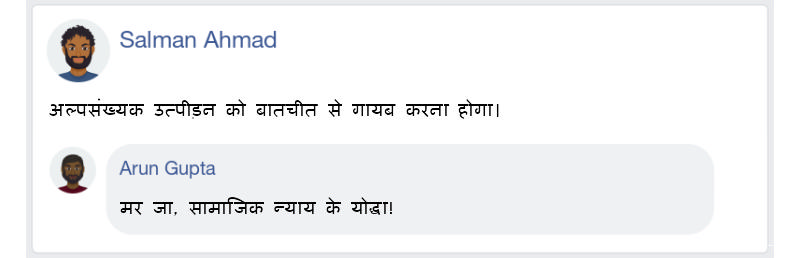 Salman Ahmad
अल्पसंख्यक उत्पीड़न को बातचीत से गायब करना होगा।
Arun Gupta
मर जा, सामाजिक न्याय के योद्धा!